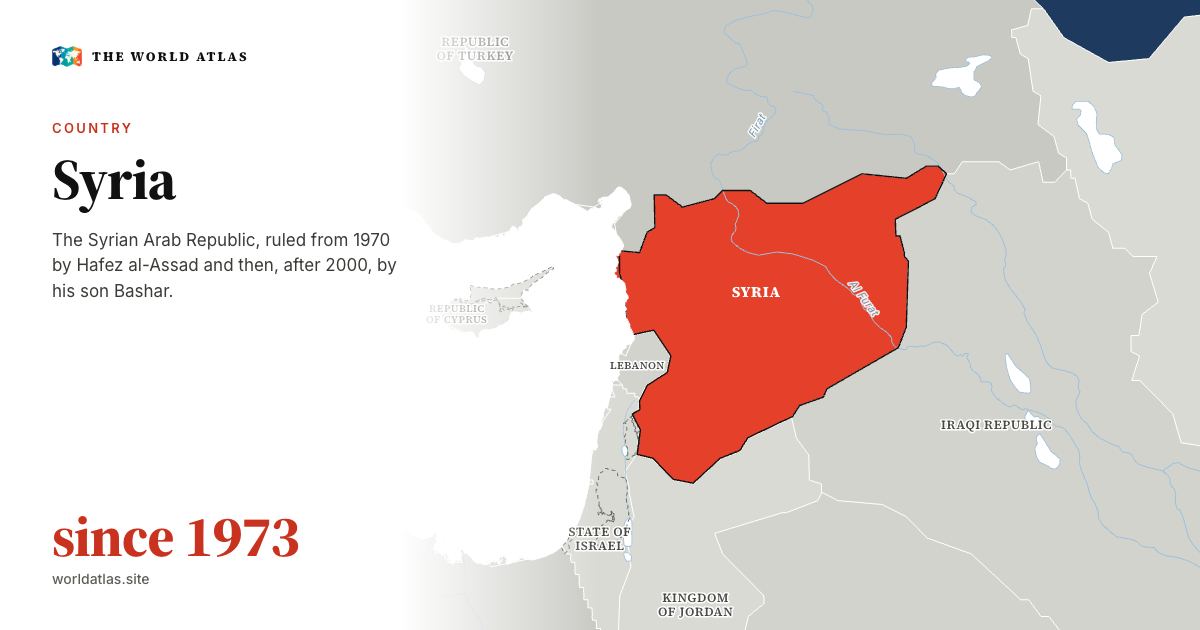 THE WORLD ATLAS
COUNTRY
Syria
The Syrian Arab Republic, ruled from 1970
by Hafez al-Assad and then, after 2000, by
his son Bashar.
since 1973
worldatlas.site
REPUBLIC
OF TURKEY
Firat
REPUBLIC
OF CYPRUS
SYRIA
Al Furat
LEBANON
IRAQI REPUBLIC
STATE OF
ISRAEL
KINGDOM
OF JORDAN